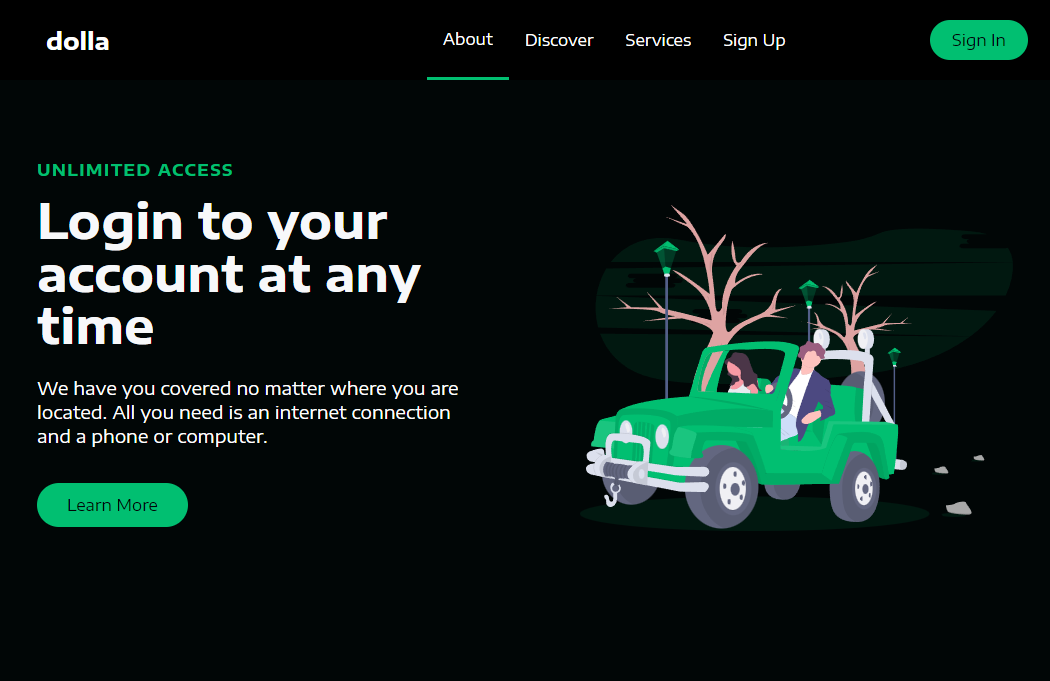 dolla
About Discover Services Sign Up
Sign In
UNLIMITED ACCESS
Login to your
account at any
time
We have you covered no matter where you are
located. All you need is an internet connection
and a phone or computer.
Learn More